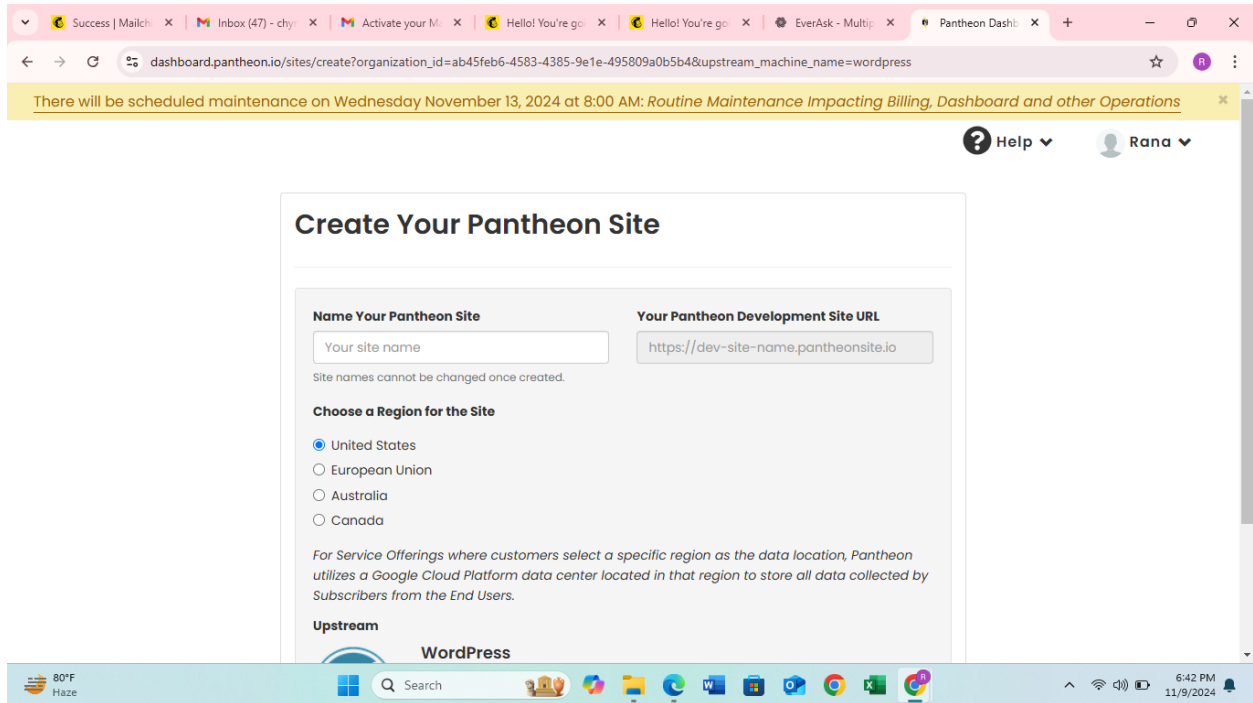 Success | Mailch
Inbox (47) - chyr
Activate your Ma
Hello! You're goi
Hello! You're goi
EverAsk - Multip
Pantheon Dashb
dashboard.pantheon.io/sites/create?organization_id=ab45feb6-4583-4385-9e1e-495809a0b5b4&upstream_machine_name=wordpress
R
There will be scheduled maintenance on Wednesday November 13, 2024 at 8:00 AM: Routine Maintenance Impacting Billing, Dashboard and other Operations
Help
Rana
Create Your Pantheon Site
Name Your Pantheon Site
Your Pantheon Development Site URL
Your site name
https://dev-site-name.pantheonsite.io
Site names cannot be changed once created.
Choose a Region for the Site
United States
European Union
Australia
Canada
For Service Offerings where customers select a specific region as the data location, Pantheon
utilizes a Google Cloud Platform data center located in that region to store all data collected by
Subscribers from the End Users.
Upstream
WordPress
80°F
Haze
Search
6:42 PM
11/9/2024